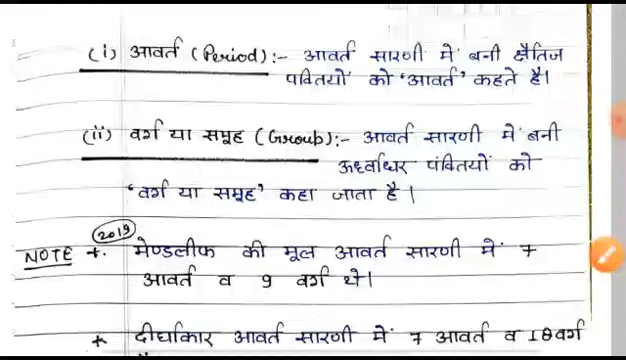 (i) आवर्त (Period):- आवर्त सारणी में बनी क्षैतिज
पंक्तियों को 'आवर्त' कहते है।
(ii) वर्ग या समूह (Group):- आवर्त सारणी में बनी
ऊर्ध्वाधर पंक्तियों को
'वर्ग या समूह' कहा जाता है।
2019
NOTE *. मेण्डलीफ की मूल आवर्त सारणी में 7
आवर्त व 9 वर्ग थे।
* दीर्घाकार आवर्त सारणी में 7 आवर्त व 18 वर्ग